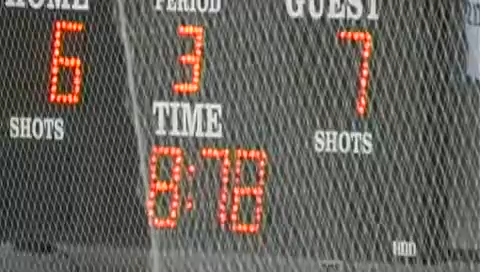 HOME PERIOD GUEST
6 3 7
TIME
SHOTS SHOTS
8:78